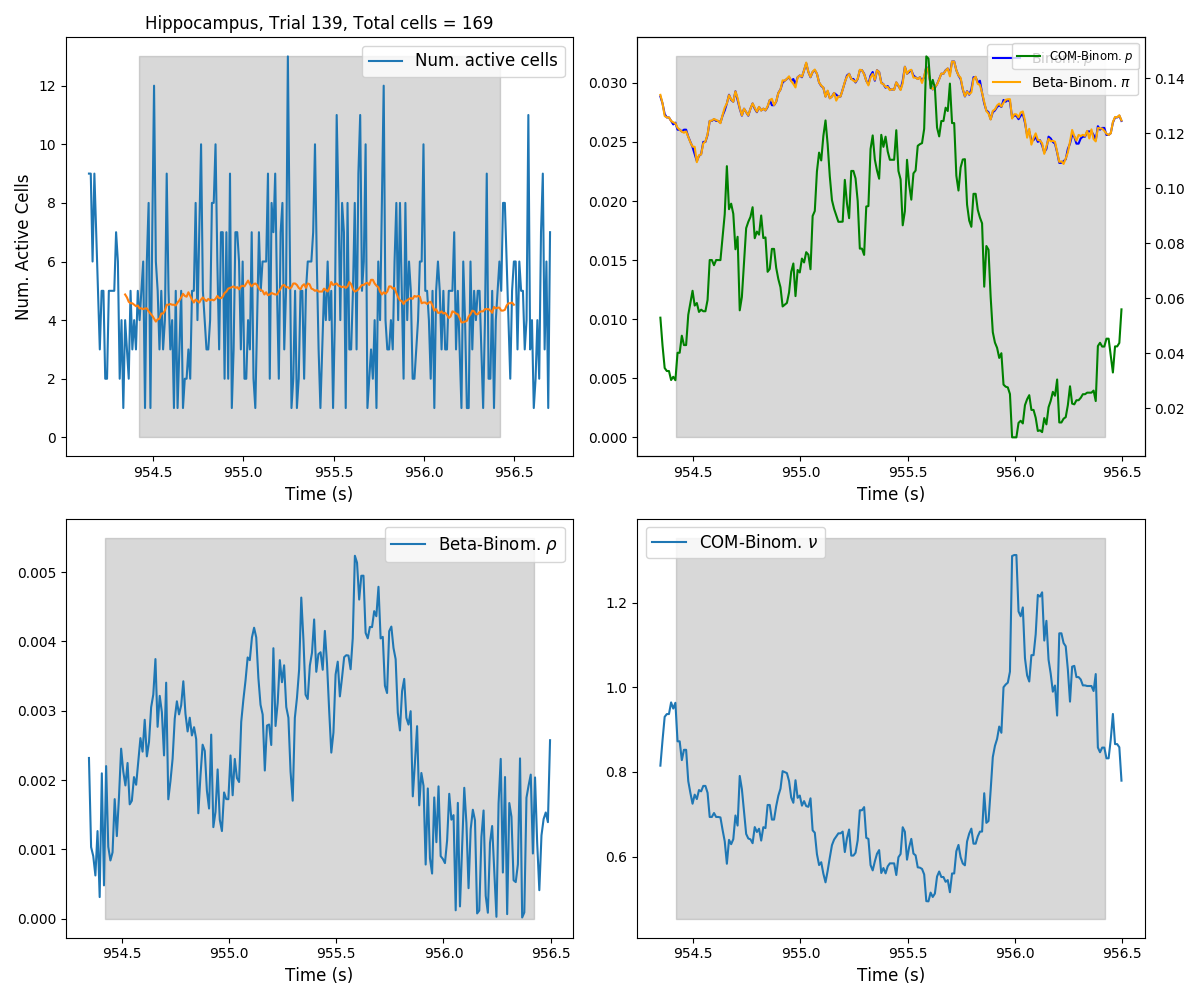 Hippocampus, Trial 139, Total cells = 169
Num. active cells
Num. Active Cells
12
10
8
6
4
2
0
954.5 955.0 955.5 956.0 956.5
Time (s)
COM-Binom. p
Beta-Binom. π
0.030
0.025
0.020
0.015
0.010
0.005
0.000
0.14
0.12
0.10
0.08
0.06
0.04
0.02
954.5 955.0 955.5 956.0 956.5
Time (s)
Beta-Binom. ρ
0.005
0.004
0.003
0.002
0.001
0.000
954.5 955.0 955.5 956.0 956.5
Time (s)
COM-Binom. ν
1.2
1.0
0.8
0.6
954.5 955.0 955.5 956.0 956.5
Time (s)